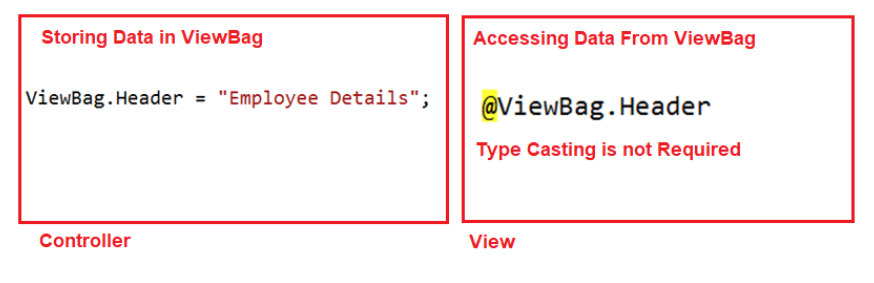 Storing Data in ViewBag
ViewBag.Header = "Employee Details";
Controller
Accessing Data From ViewBag
@ViewBag.Header
Type Casting is not Required
View